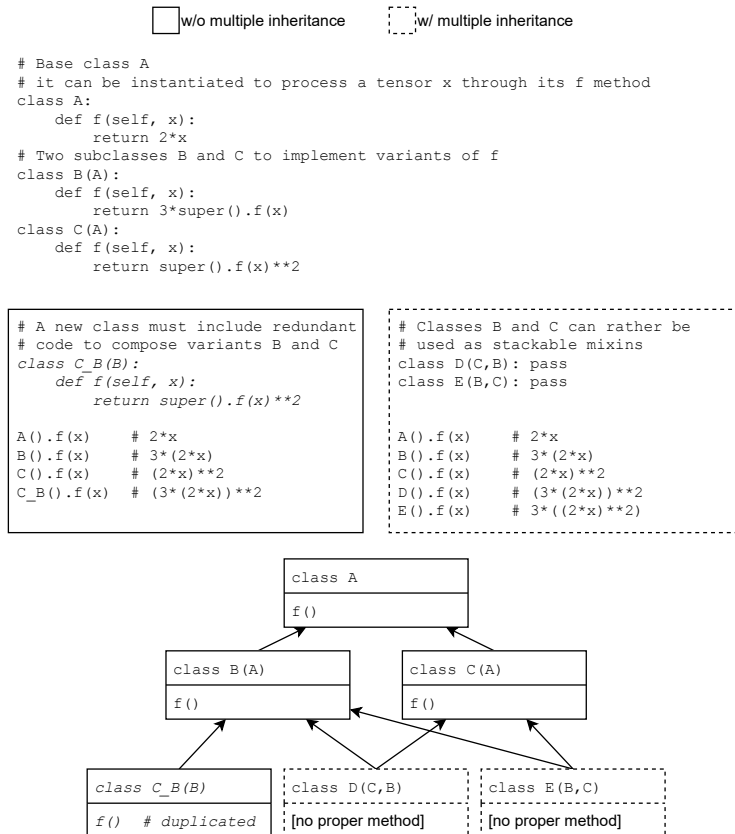 w/o multiple inheritance
w/ multiple inheritance
# Base class A
# it can be instantiated to process a tensor x through its f method
class A:
    def f(self, x):
        return 2*x
# Two subclasses B and C to implement variants of f
class B(A):
    def f(self, x):
        return 3*super().f(x)
class C(A):
    def f(self, x):
        return super().f(x)**2
# A new class must include redundant
# code to compose variants B and C
class C_B(B):
    def f(self, x):
        return super().f(x)**2
A().f(x)    # 2*x
B().f(x)    # 3*(2*x)
C().f(x)    # (2*x)**2
C_B().f(x)  # (3*(2*x))**2
# Classes B and C can rather be
# used as stackable mixins
class D(C,B): pass
class E(B,C): pass
A().f(x)    # 2*x
B().f(x)    # 3*(2*x)
C().f(x)    # (2*x)**2
D().f(x)    # (3*(2*x))**2
E().f(x)    # 3*((2*x)**2)
class A
f()
class B(A)
f()
class C(A)
f()
class C_B(B)
f()  # duplicated
class D(C,B)
[no proper method]
class E(B,C)
[no proper method]